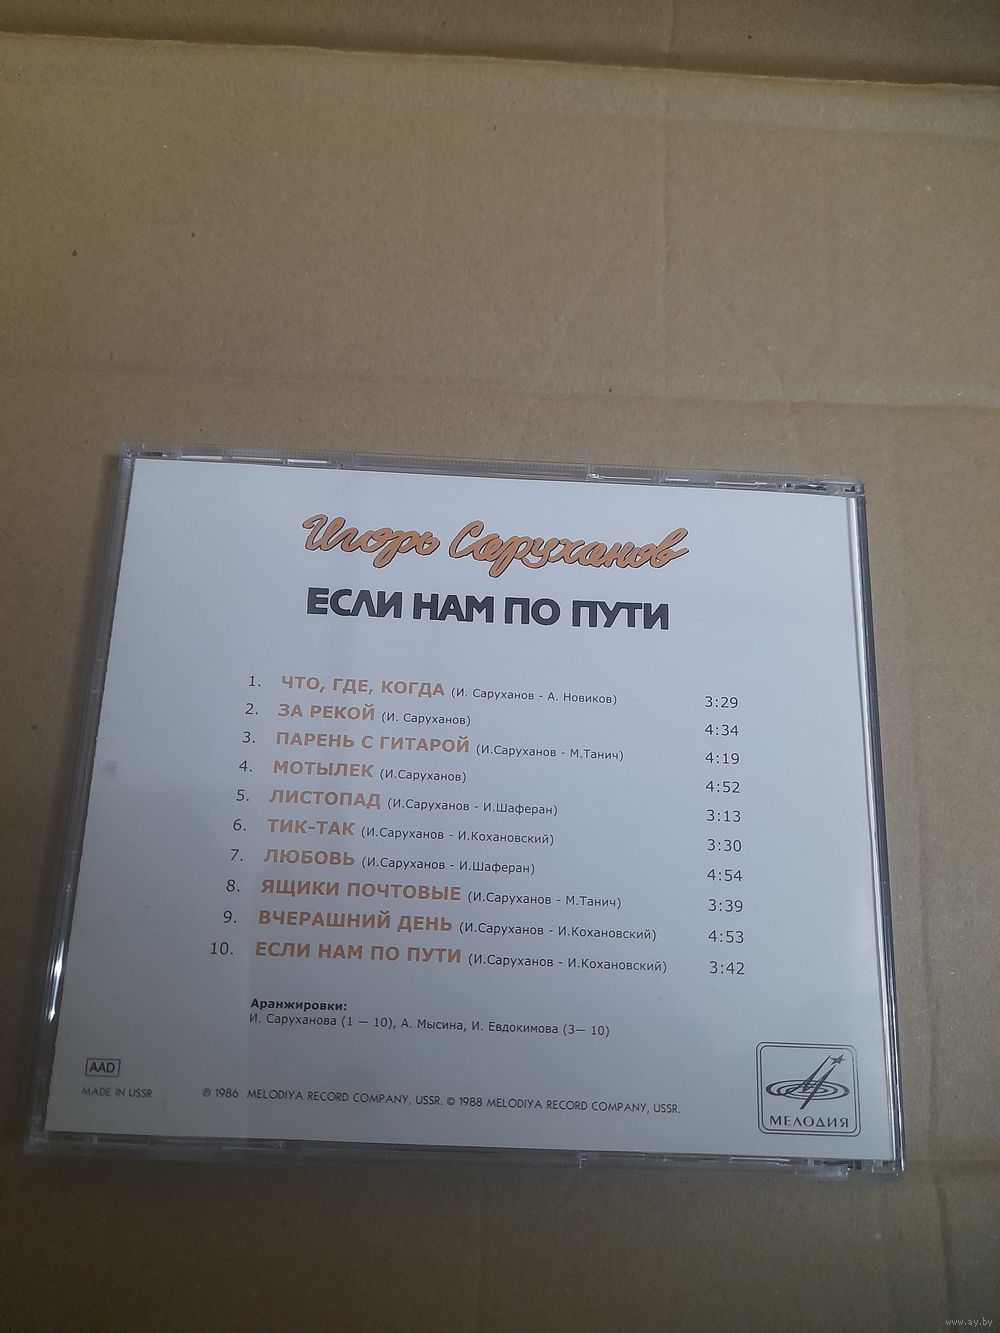 Игорь Саруханов
ЕСЛИ НАМ ПО ПУТИ
1. ЧТО, ГДЕ, КОГДА (И. Саруханов - А. Новиков) 3:29
2. ЗА РЕКОЙ (И. Саруханов) 4:34
3. ПАРЕНЬ С ГИТАРОЙ (И.Саруханов - М.Танич) 4:19
4. МОТЫЛЕК (И.Саруханов) 4:52
5. ЛИСТОПАД (И.Саруханов - И.Шаферан) 3:13
6. ТИК-ТАК (И.Саруханов - И.Кохановский) 3:30
7. ЛЮБОВЬ (И.Саруханов - И.Шаферан) 4:54
8. ЯЩИКИ ПОЧТОВЫЕ (И.Саруханов - М.Танич) 3:39
9. ВЧЕРАШНИЙ ДЕНЬ (И.Саруханов - И.Кохановский) 4:53
10. ЕСЛИ НАМ ПО ПУТИ (И.Саруханов - И.Кохановский) 3:42
Аранжировки:
И. Саруханова (1 — 10), А. Мысина, И. Евдокимова (3— 10)
AAD
MADE IN USSR
℗ 1986 MELODIYA RECORD COMPANY, USSR. © 1988 MELODIYA RECORD COMPANY, USSR.
МЕЛОДИЯ
www.ay.by